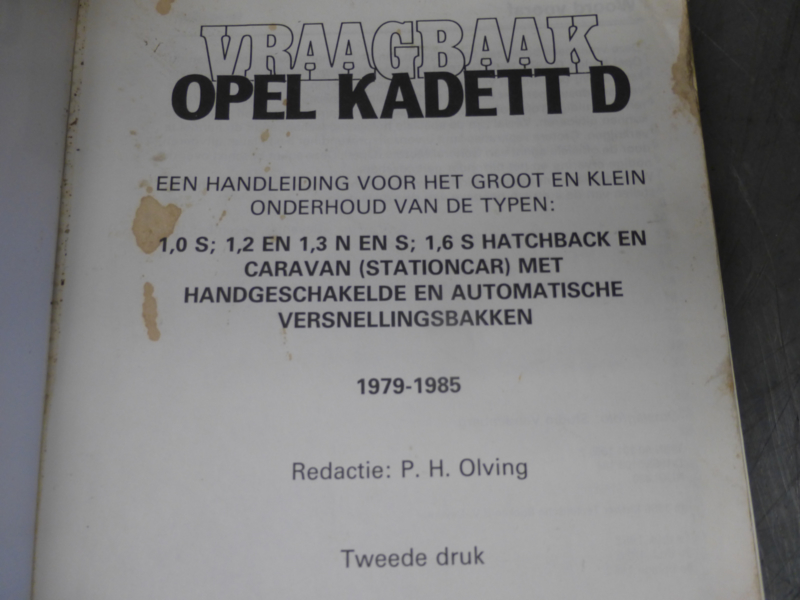 VRAAGBAAK
OPEL KADETT D
EEN HANDLEIDING VOOR HET GROOT EN KLEIN
ONDERHOUD VAN DE TYPEN:
1,0 S; 1,2 EN 1,3 N EN S; 1,6 S HATCHBACK EN
CARAVAN (STATIONCAR) MET
HANDGESCHAKELDE EN AUTOMATISCHE
VERSNELLINGSBAKKEN
1979-1985
Redactie: P. H. Olving
Tweede druk